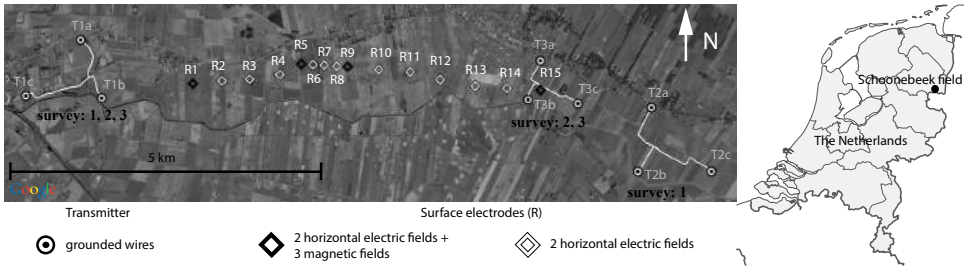 T1a
T1c
T1b
survey: 1, 2, 3
R1
R2
R3
R4
R5
R6
R7
R8
R9
R10
R11
R12
R13
R14
R15
T3a
T3b
T3c
survey: 2, 3
T2a
T2b
T2c
survey: 1
N
5 km
Google
Schoonebeek field
The Netherlands
Transmitter
Surface electrodes (R)
grounded wires
2 horizontal electric fields +
3 magnetic fields
2 horizontal electric fields